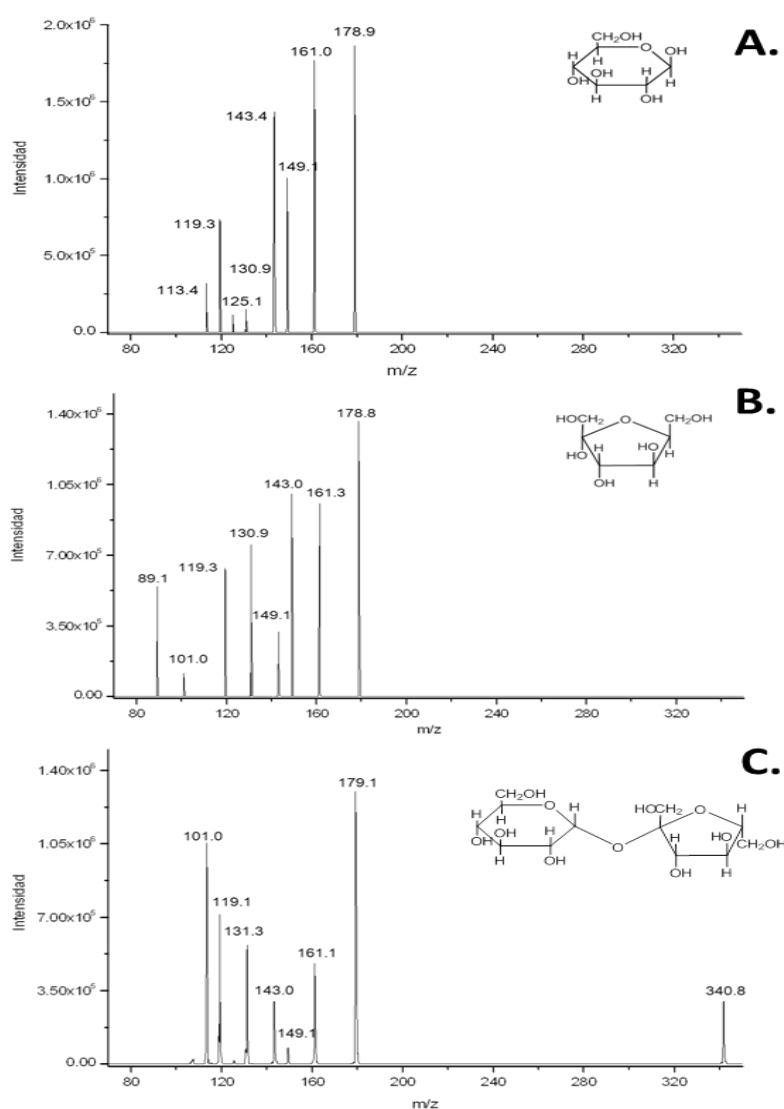 A.
2.0x10⁶
1.5x10⁶
1.0x10⁶
5.0x10⁵
0.0
Intensidad
113.4
119.3
125.1
130.9
143.4
149.1
161.0
178.9
CH₂OH
O
OH
H
H
H
OH
OH
H
H
H
OH
80 120 160 200 240 280 320
m/z
B.
1.40x10⁶
1.05x10⁶
7.00x10⁵
3.50x10⁵
0.00
Intensidad
89.1
101.0
119.3
130.9
149.1
143.0
161.3
178.8
HOH₂C
O
CH₂OH
H
HO
H
HO
OH
H
80 120 160 200 240 280 320
m/z
C.
1.40x10⁶
1.05x10⁶
7.00x10⁵
3.50x10⁵
0.00
Intensidad
101.0
119.1
131.3
143.0
149.1
161.1
179.1
340.8
CH₂OH
O
H
H
H
OH
OH
H
H
OH
O
HO
CH₂
O
H
H
HO
CH₂OH
OH
H
80 120 160 200 240 280 320
m/z